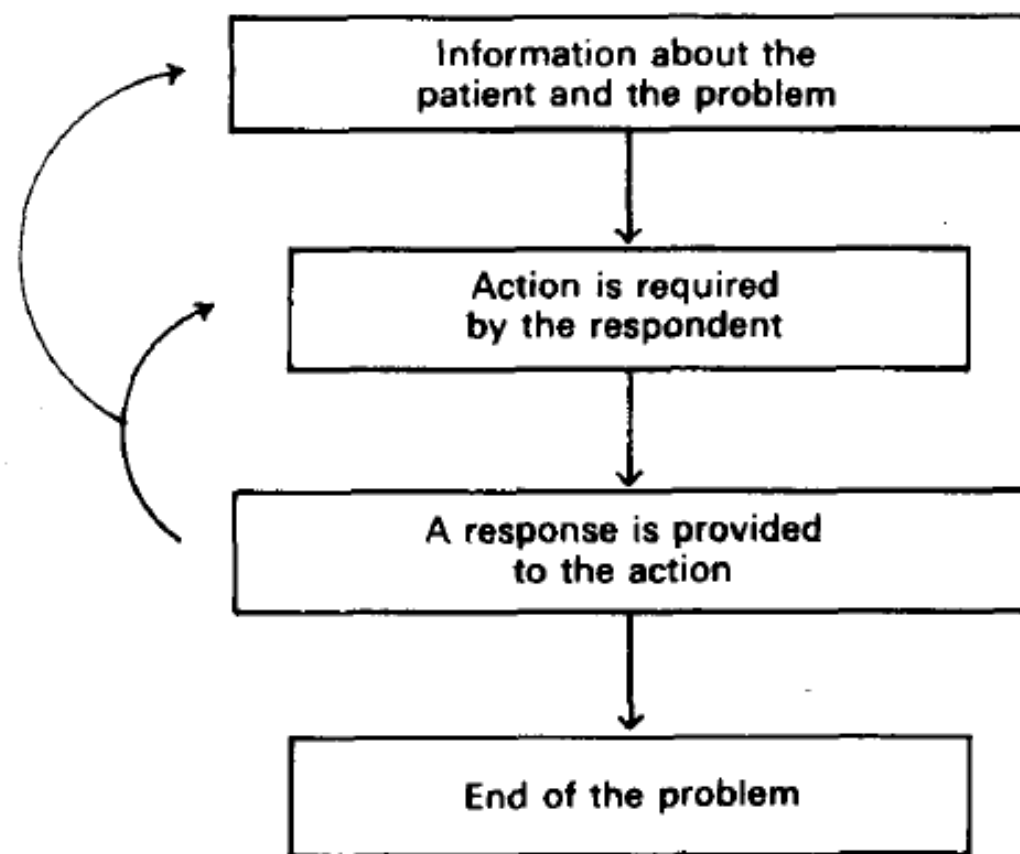 Information about the
patient and the problem
Action is required
by the respondent
A response is provided
to the action
End of the problem